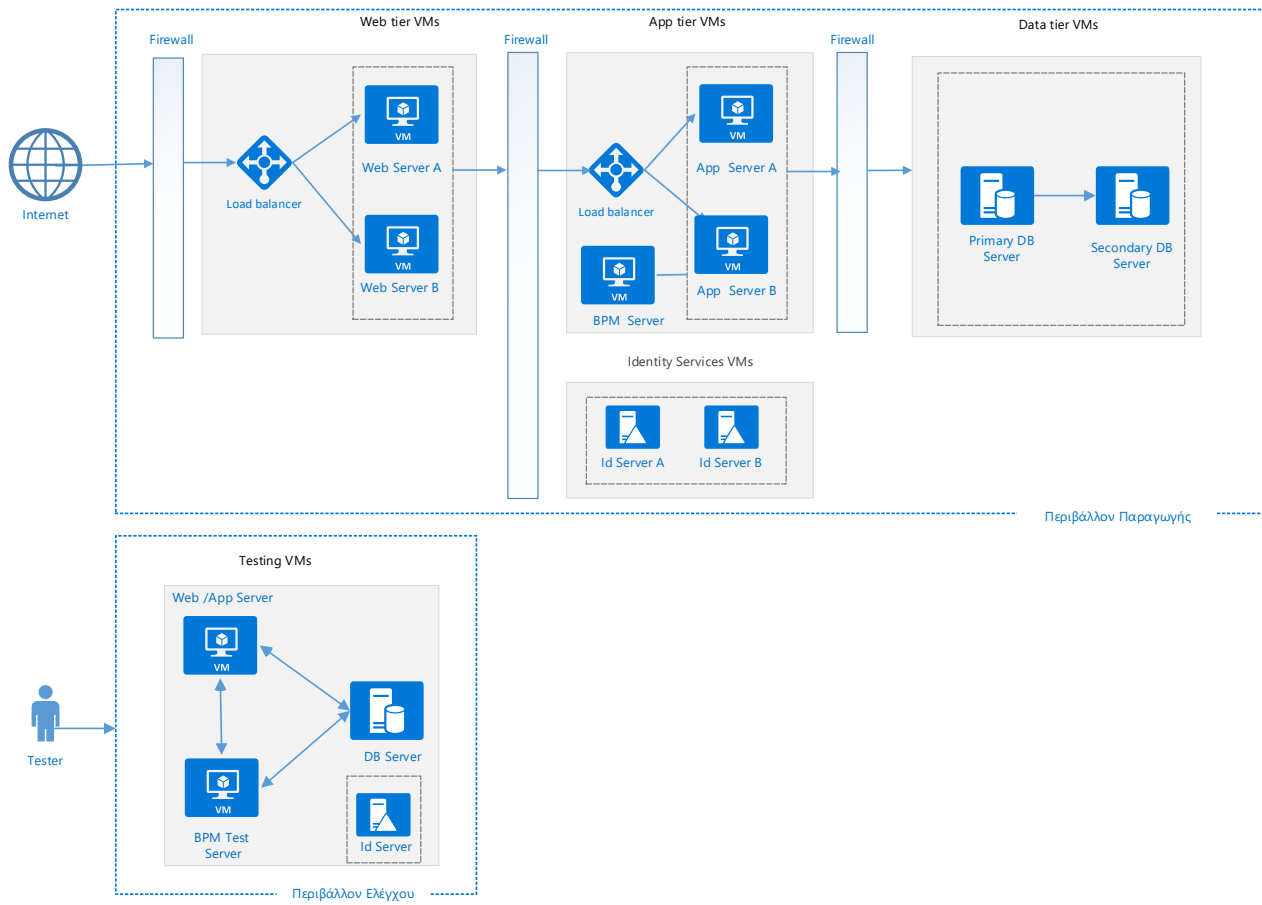 Web tier VMs
App tier VMs
Data tier VMs
Firewall
Firewall
Firewall
VM
Web Server A
VM
App Server A
Internet
Load balancer
Load balancer
VM
Web Server B
VM
App Server B
VM
BPM Server
Primary DB
Server
Secondary DB
Server
Identity Services VMs
Id Server A
Id Server B
Περιβάλλον Παραγωγής
Testing VMs
Web /App Server
VM
DB Server
Tester
VM
BPM Test
Server
Id Server
Περιβάλλον Ελέγχου